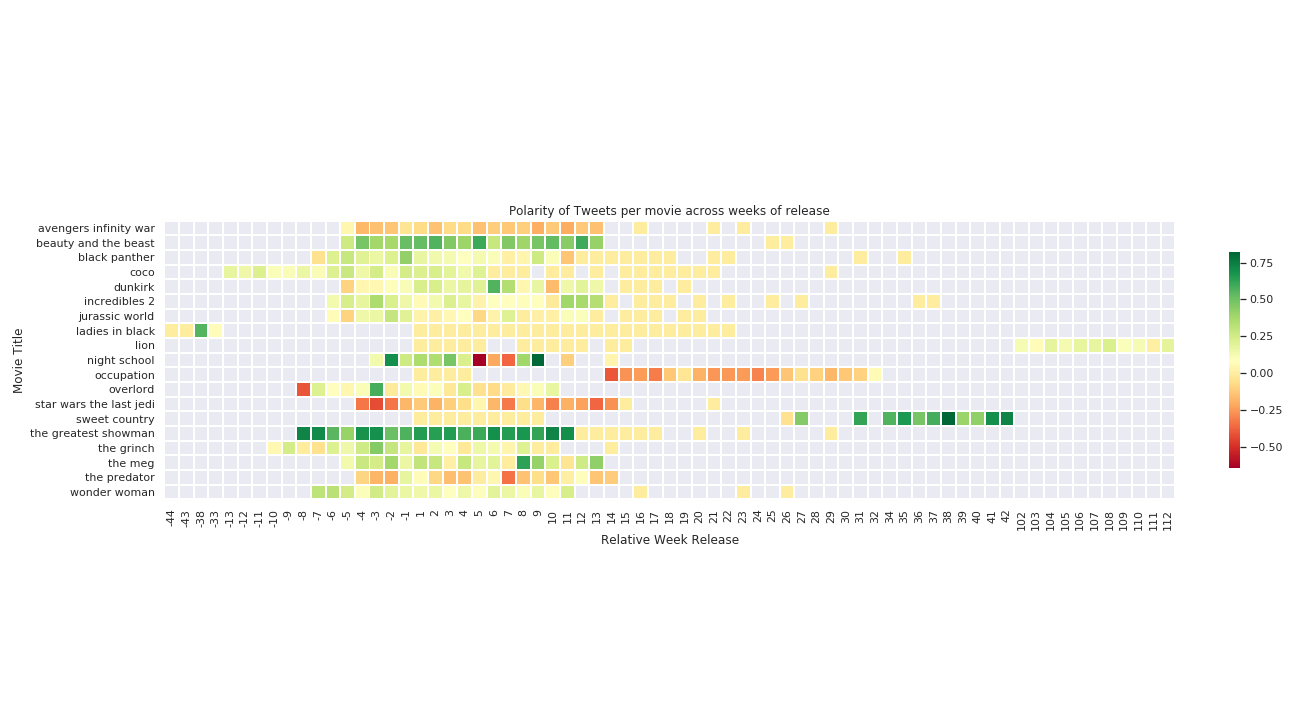 Polarity of Tweets per movie across weeks of release
avengers infinity war
beauty and the beast
black panther
coco
dunkirk
incredibles 2
jurassic world
ladies in black
lion
night school
occupation
overlord
star wars the last jedi
sweet country
the greatest showman
the grinch
the meg
the predator
wonder woman
Movie Title
-44 -43 -38 -33 -13 -12 -11 -10 -9 -8 -7 -6 -5 -4 -3 -2 -1 1 2 3 4 5 6 7 8 9 10 11 12 13 14 15 16 17 18 19 20 21 22 23 24 25 26 27 28 29 30 31 32 34 35 36 37 38 39 40 41 42 102 103 104 105 106 107 108 109 110 111 112
Relative Week Release
0.75
0.50
0.25
0.00
−0.25
−0.50